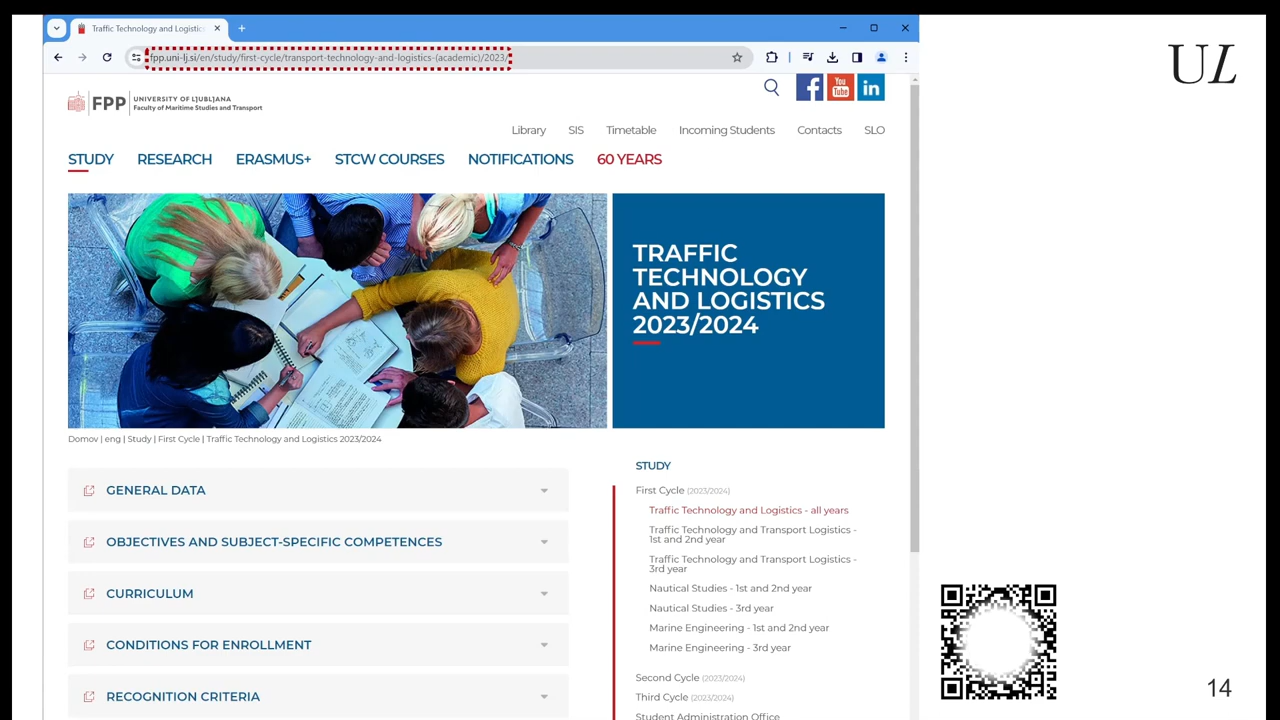 Traffic Technology and Logistic
fpp.uni-lj.si/en/study/first-cycle/transport-technology-and-logistics-(academic)/2023/
FPP
UNIVERSITY OF LJUBLJANA
Faculty of Maritime Studies and Transport
f
You
Tube
in
UL
Library SIS Timetable Incoming Students Contacts SLO
STUDY RESEARCH ERASMUS+ STCW COURSES NOTIFICATIONS 60 YEARS
TRAFFIC
TECHNOLOGY
AND LOGISTICS
2023/2024
Domov | eng | Study | First Cycle | Traffic Technology and Logistics 2023/2024
GENERAL DATA
OBJECTIVES AND SUBJECT-SPECIFIC COMPETENCES
CURRICULUM
CONDITIONS FOR ENROLLMENT
RECOGNITION CRITERIA
STUDY
First Cycle (2023/2024)
Traffic Technology and Logistics - all years
Traffic Technology and Transport Logistics -
1st and 2nd year
Traffic Technology and Transport Logistics -
3rd year
Nautical Studies - 1st and 2nd year
Nautical Studies - 3rd year
Marine Engineering - 1st and 2nd year
Marine Engineering - 3rd year
Second Cycle (2023/2024)
Third Cycle (2023/2024)
Student Administration Office
14